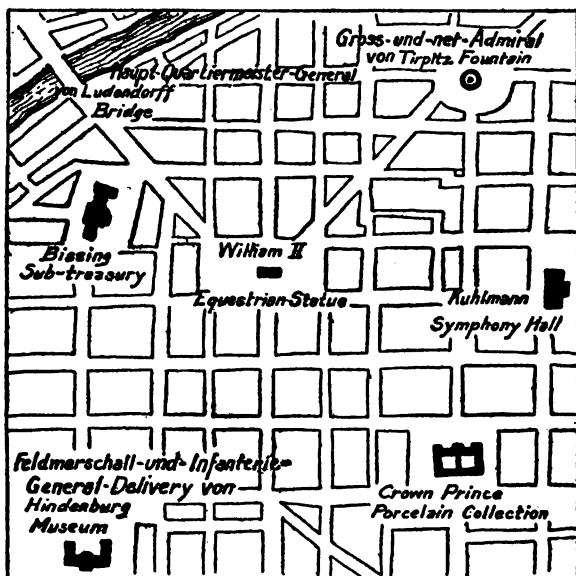 Gross-und-net-Admiral
von Tirpitz Fountain
Haupt-Quartiermeister-General
von Ludendorff
Bridge
Bissing
Sub-treasury
William II
Equestrian Statue
Kuhlmann
Symphony Hall
Feldmarschall-und-Infanterie-
General-Delivery von
Hindenburg
Museum
Crown Prince
Porcelain Collection